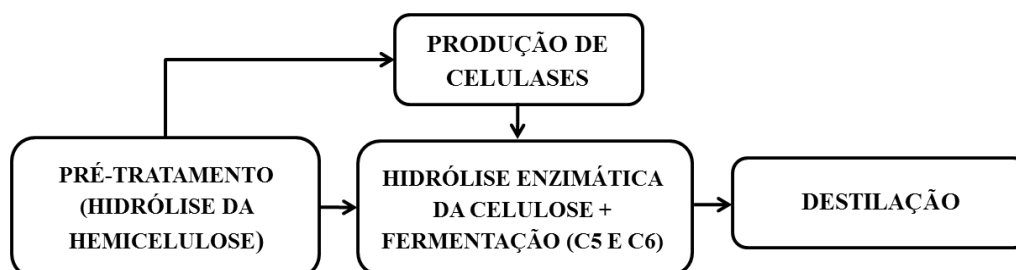 PRODUÇÃO DE
CELULASES
PRÉ-TRATAMENTO
(HIDRÓLISE DA
HEMICELULOSE)
HIDRÓLISE ENZIMÁTICA
DA CELULOSE +
FERMENTAÇÃO (C5 E C6)
DESTILAÇÃO